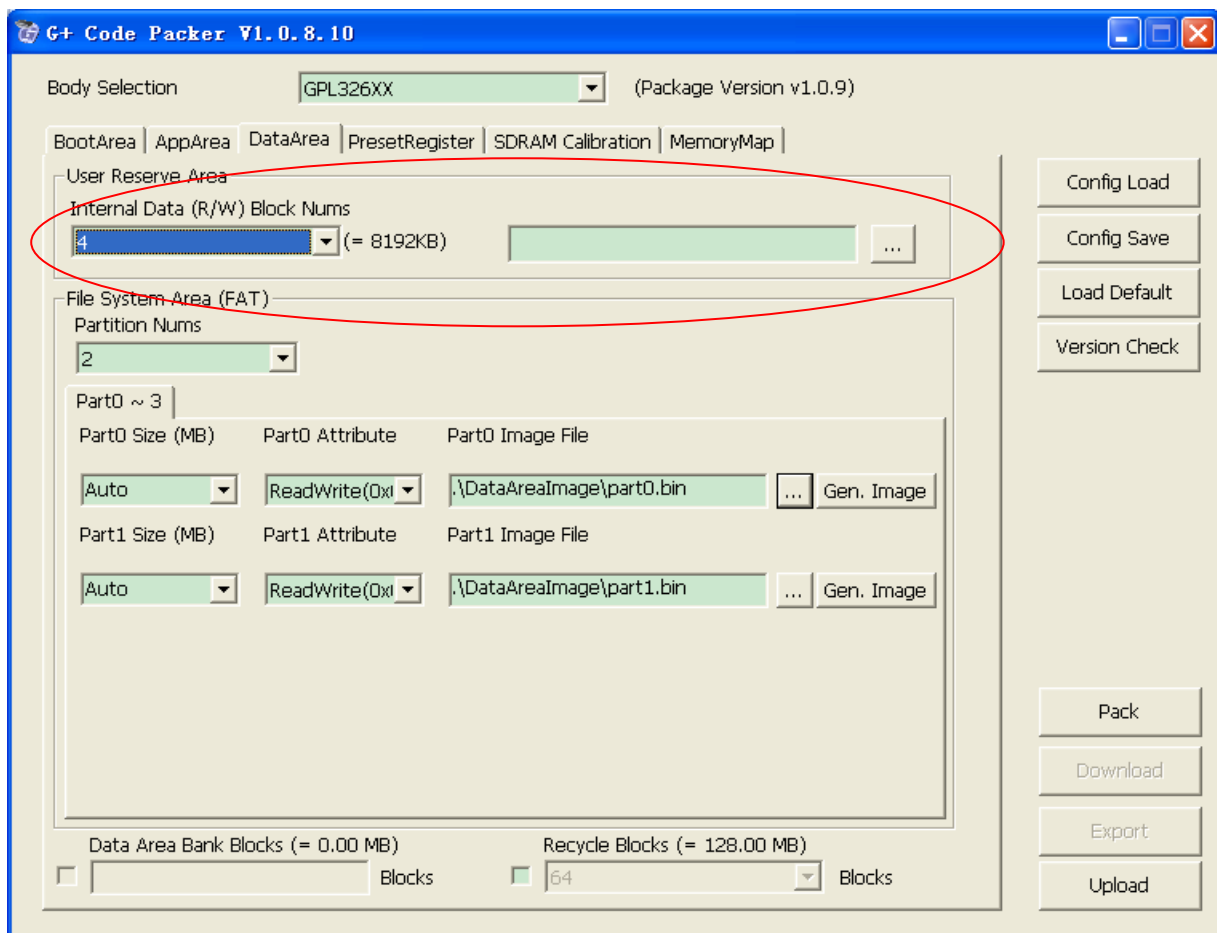 G+ Code Packer V1.0.8.10
Body Selection GPL326XX (Package Version v1.0.9)
BootArea AppArea DataArea PresetRegister SDRAM Calibration MemoryMap
User Reserve Area
Internal Data (R/W) Block Nums
4 (= 8192KB) ...
File System Area (FAT)
Partition Nums
2
Part0 ~ 3
Part0 Size (MB) Part0 Attribute Part0 Image File
Auto ReadWrite(0x .\DataAreaImage\part0.bin ... Gen. Image
Part1 Size (MB) Part1 Attribute Part1 Image File
Auto ReadWrite(0x .\DataAreaImage\part1.bin ... Gen. Image
Data Area Bank Blocks (= 0.00 MB) Recycle Blocks (= 128.00 MB)
Blocks 64 Blocks
Config Load
Config Save
Load Default
Version Check
Pack
Download
Export
Upload